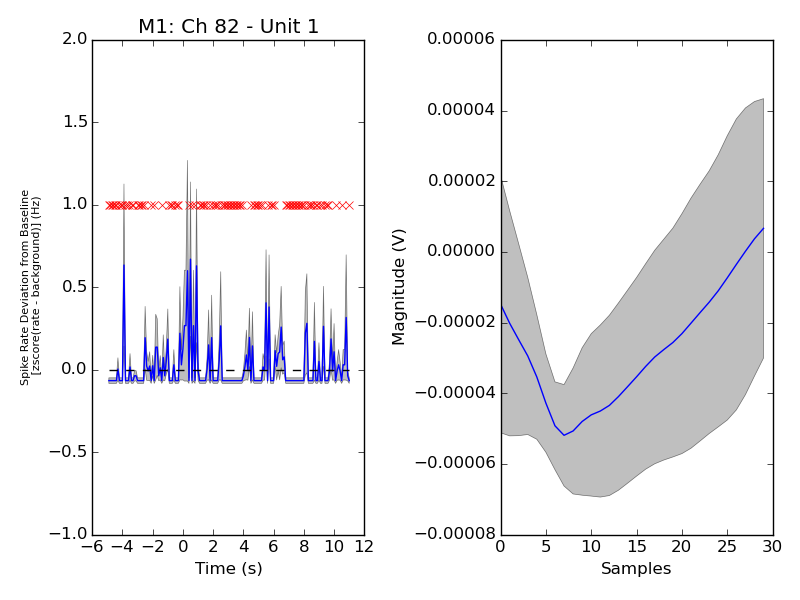 M1: Ch 82 - Unit 1
2.0
1.5
1.0
0.5
0.0
−0.5
−1.0
−6 −4 −2 0 2 4 6 8 10 12
Time (s)
Spike Rate Deviation from Baseline
[zscore(rate - background)] (Hz)
0.00006
0.00004
0.00002
0.00000
−0.00002
−0.00004
−0.00006
−0.00008
0 5 10 15 20 25 30
Samples
Magnitude (V)